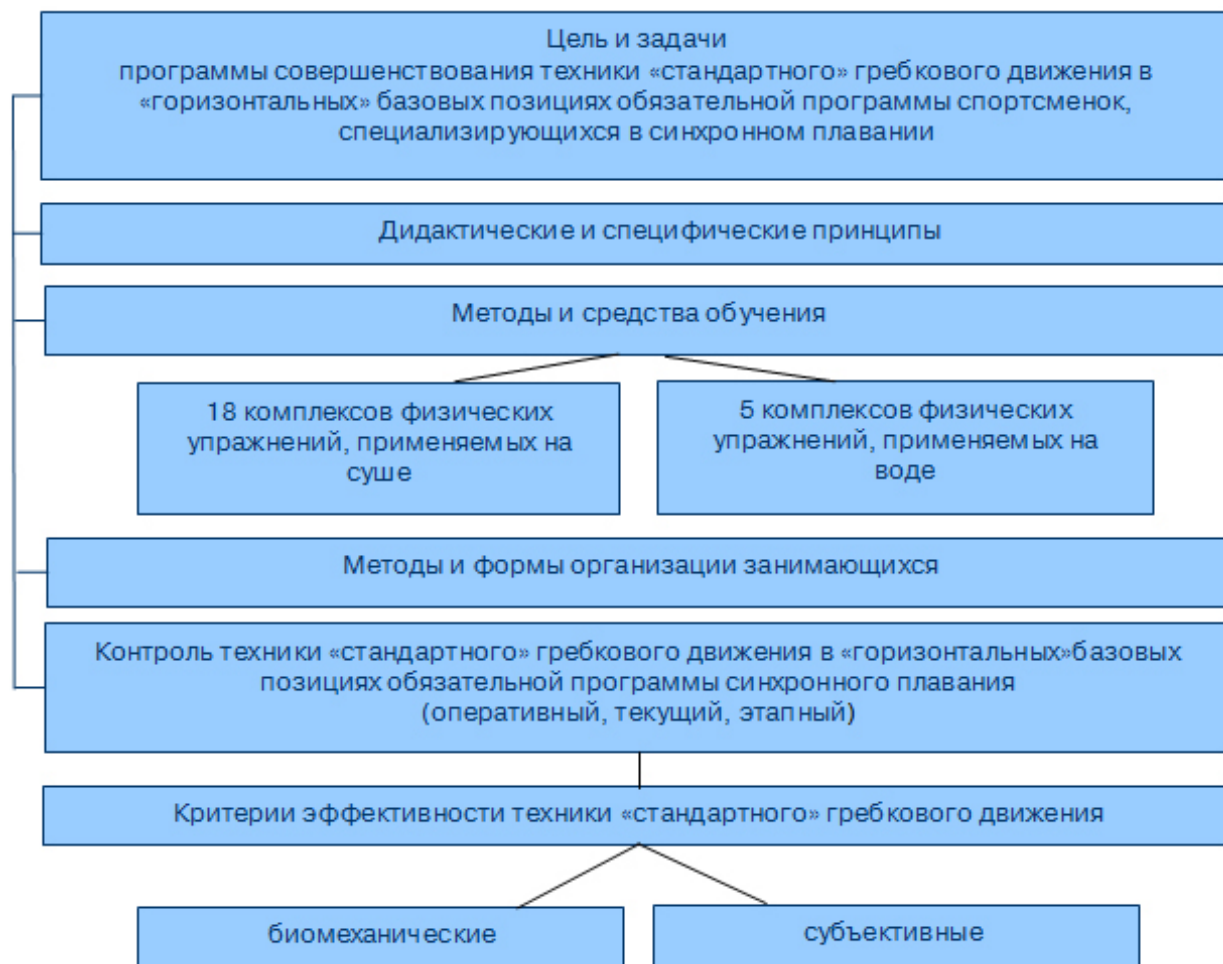 Цель и задачи
программы совершенствования техники «стандартного» гребкового движения в
«горизонтальных» базовых позициях обязательной программы спортсменок,
специализирующихся в синхронном плавании
Дидактические и специфические принципы
Методы и средства обучения
18 комплексов физических
упражнений, применяемых на
суше
5 комплексов физических
упражнений, применяемых на
воде
Методы и формы организации занимающихся
Контроль техники «стандартного» гребкового движения в «горизонтальных»базовых
позициях обязательной программы синхронного плавания
(оперативный, текущий, этапный)
Критерии эффективности техники «стандартного» гребкового движения
биомеханические
субъективные